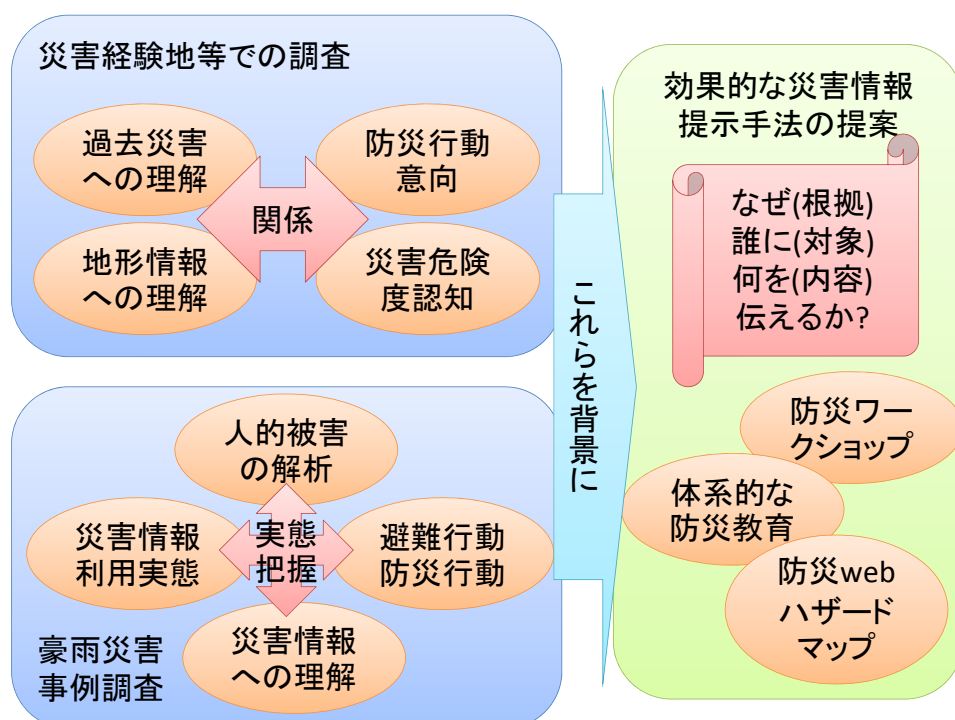 災害経験地等での調査
過去災害
への理解
防災行動
意向
関係
地形情報
への理解
災害危険
度認知
人的被害
の解析
災害情報
利用実態
実態
把握
避難行動
防災行動
災害情報
への理解
豪雨災害
事例調査
これらを背景に
効果的な災害情報
提示手法の提案
なぜ(根拠)
誰に(対象)
何を(内容)
伝えるか?
防災ワー
クショップ
体系的な
防災教育
防災web
ハザード
マップ